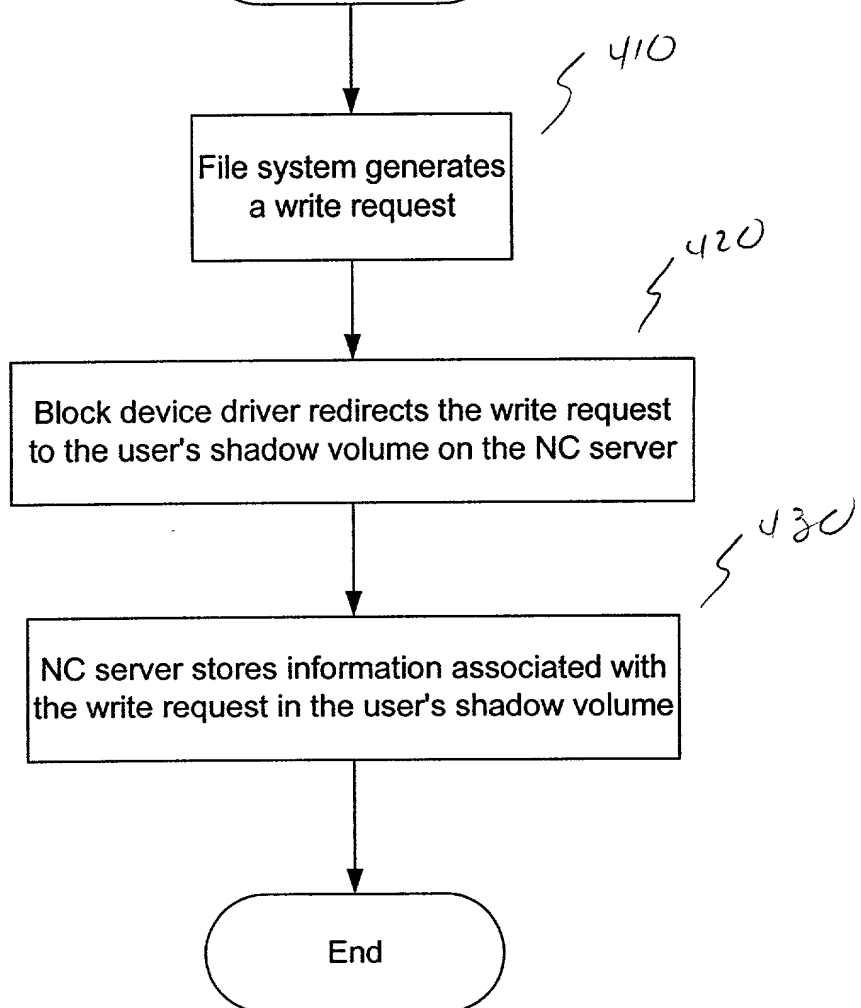 410
File system generates
a write request
420
Block device driver redirects the write request
to the user's shadow volume on the NC server
430
NC server stores information associated with
the write request in the user's shadow volume
End